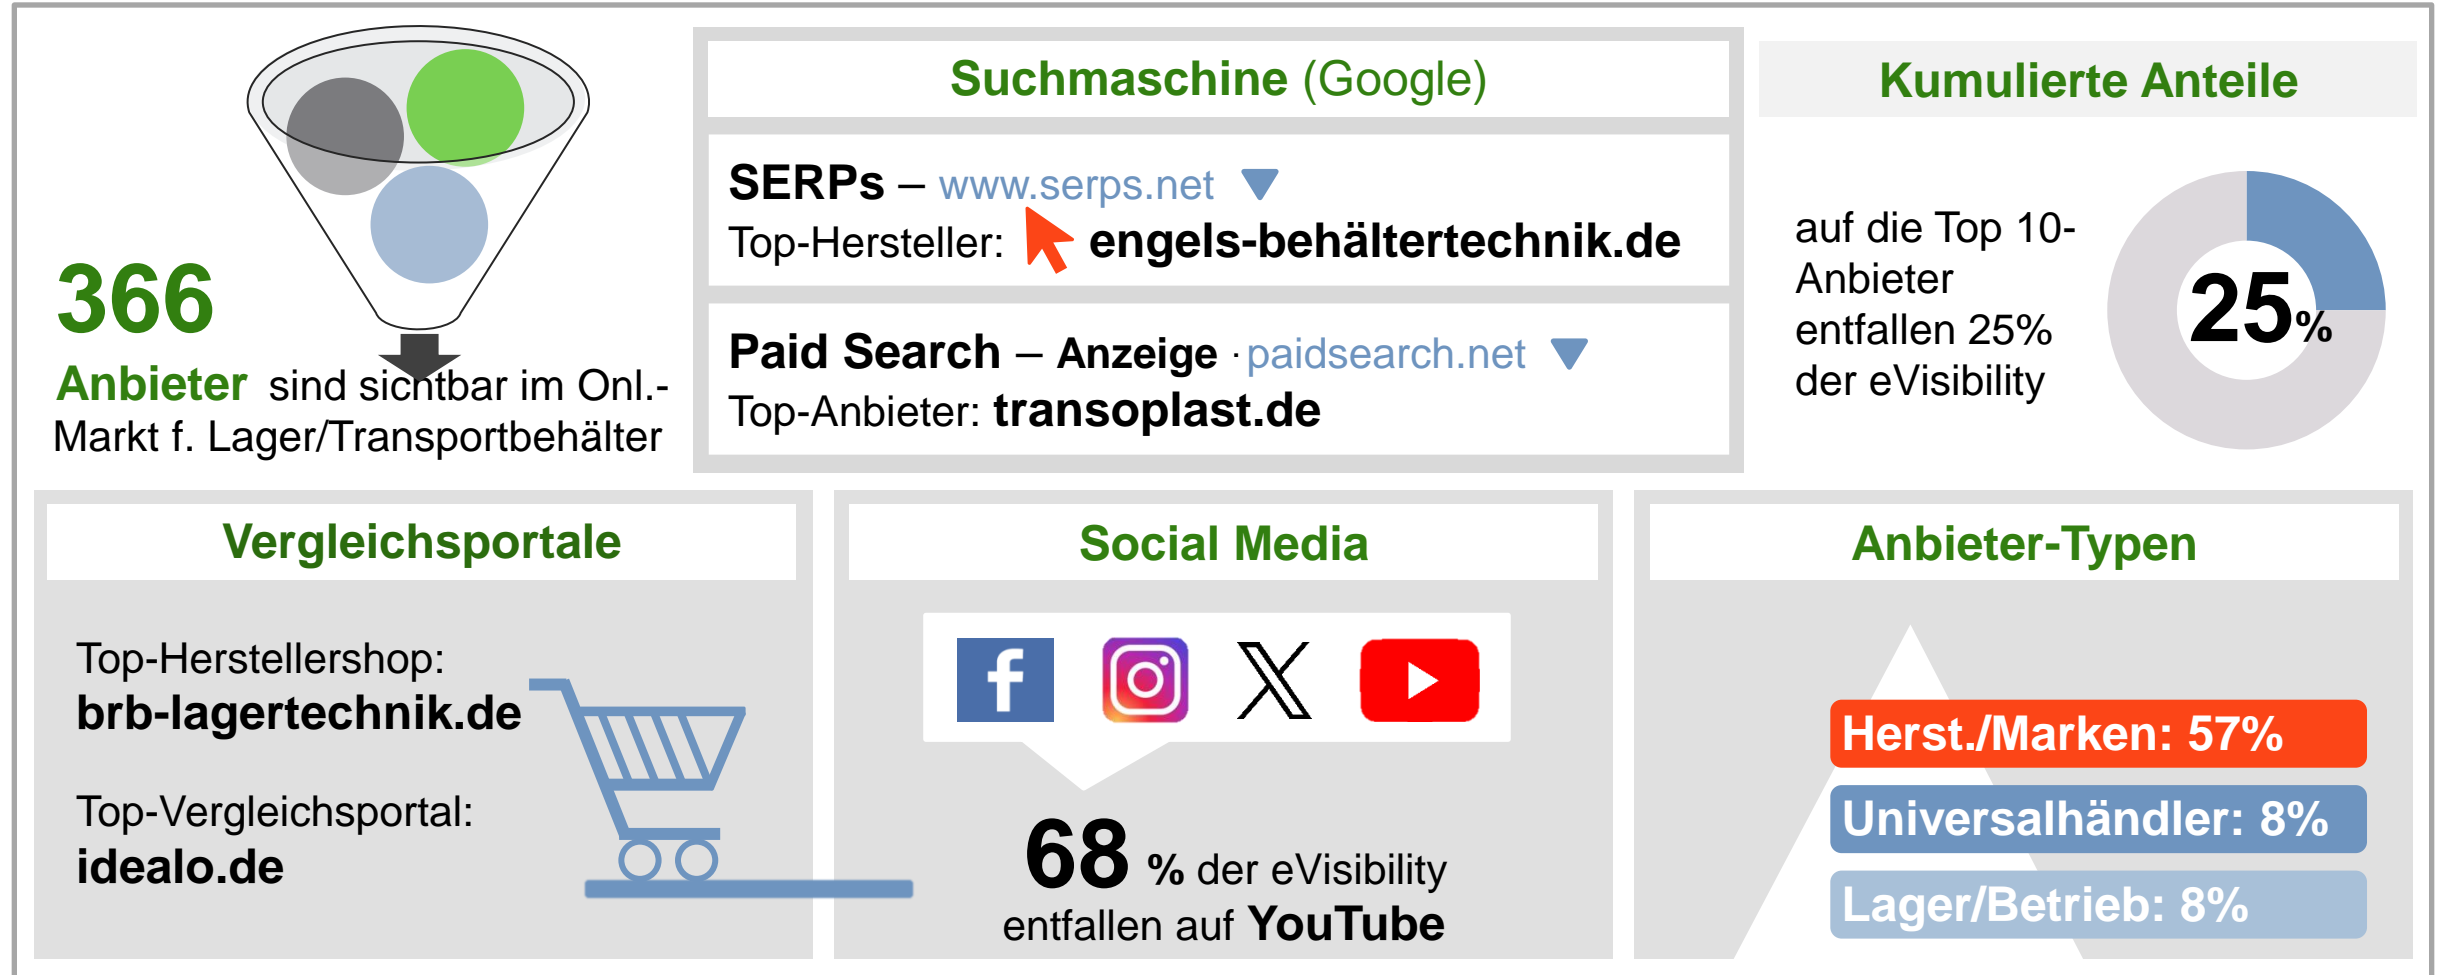 366
Anbieter sind sichtbar im Onl.-
Markt f. Lager/Transportbehälter
Suchmaschine (Google)
SERPs – www.serps.net
Top-Hersteller: engels-behältertechnik.de
Paid Search – Anzeige · paidsearch.net
Top-Anbieter: transoplast.de
Kumulierte Anteile
auf die Top 10-
Anbieter
entfallen 25%
der eVisibility
25%
Vergleichsportale
Top-Herstellershop:
brb-lagertechnik.de
Top-Vergleichsportal:
idealo.de
Social Media
68 % der eVisibility
entfallen auf YouTube
Anbieter-Typen
Herst./Marken: 57%
Universalhändler: 8%
Lager/Betrieb: 8%